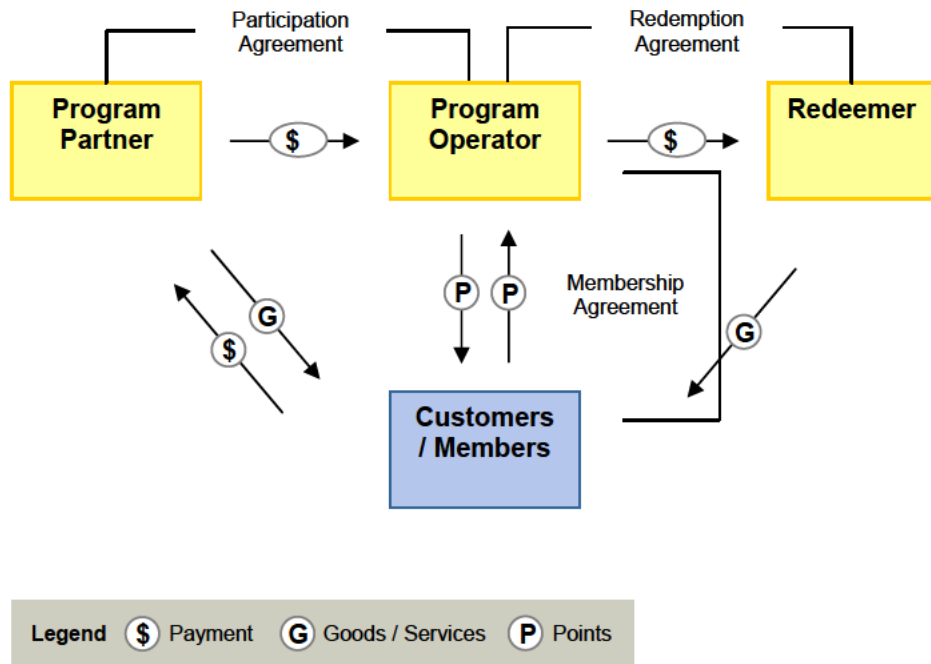 Participation
Agreement
Redemption
Agreement
Program
Partner
$
Program
Operator
$
Redeemer
G
$
P
P
Membership
Agreement
G
Customers
/ Members
Legend $ Payment G Goods / Services P Points